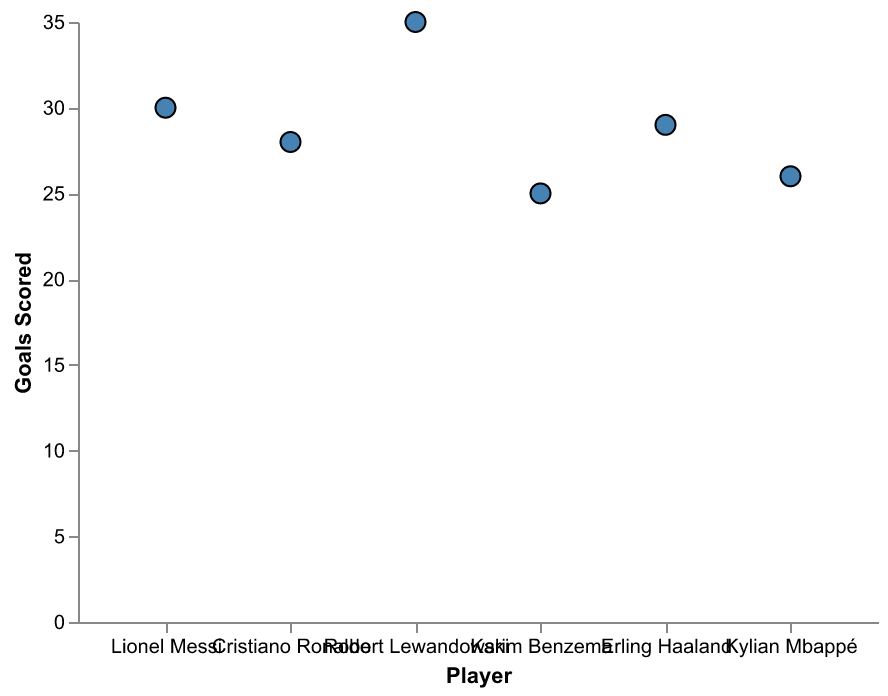 35
30
25
20
15
10
5
0
Goals Scored
Lionel Messi Cristiano Ronaldo Robert Lewandowski Karim Benzema Erling Haaland Kylian Mbappé
Player